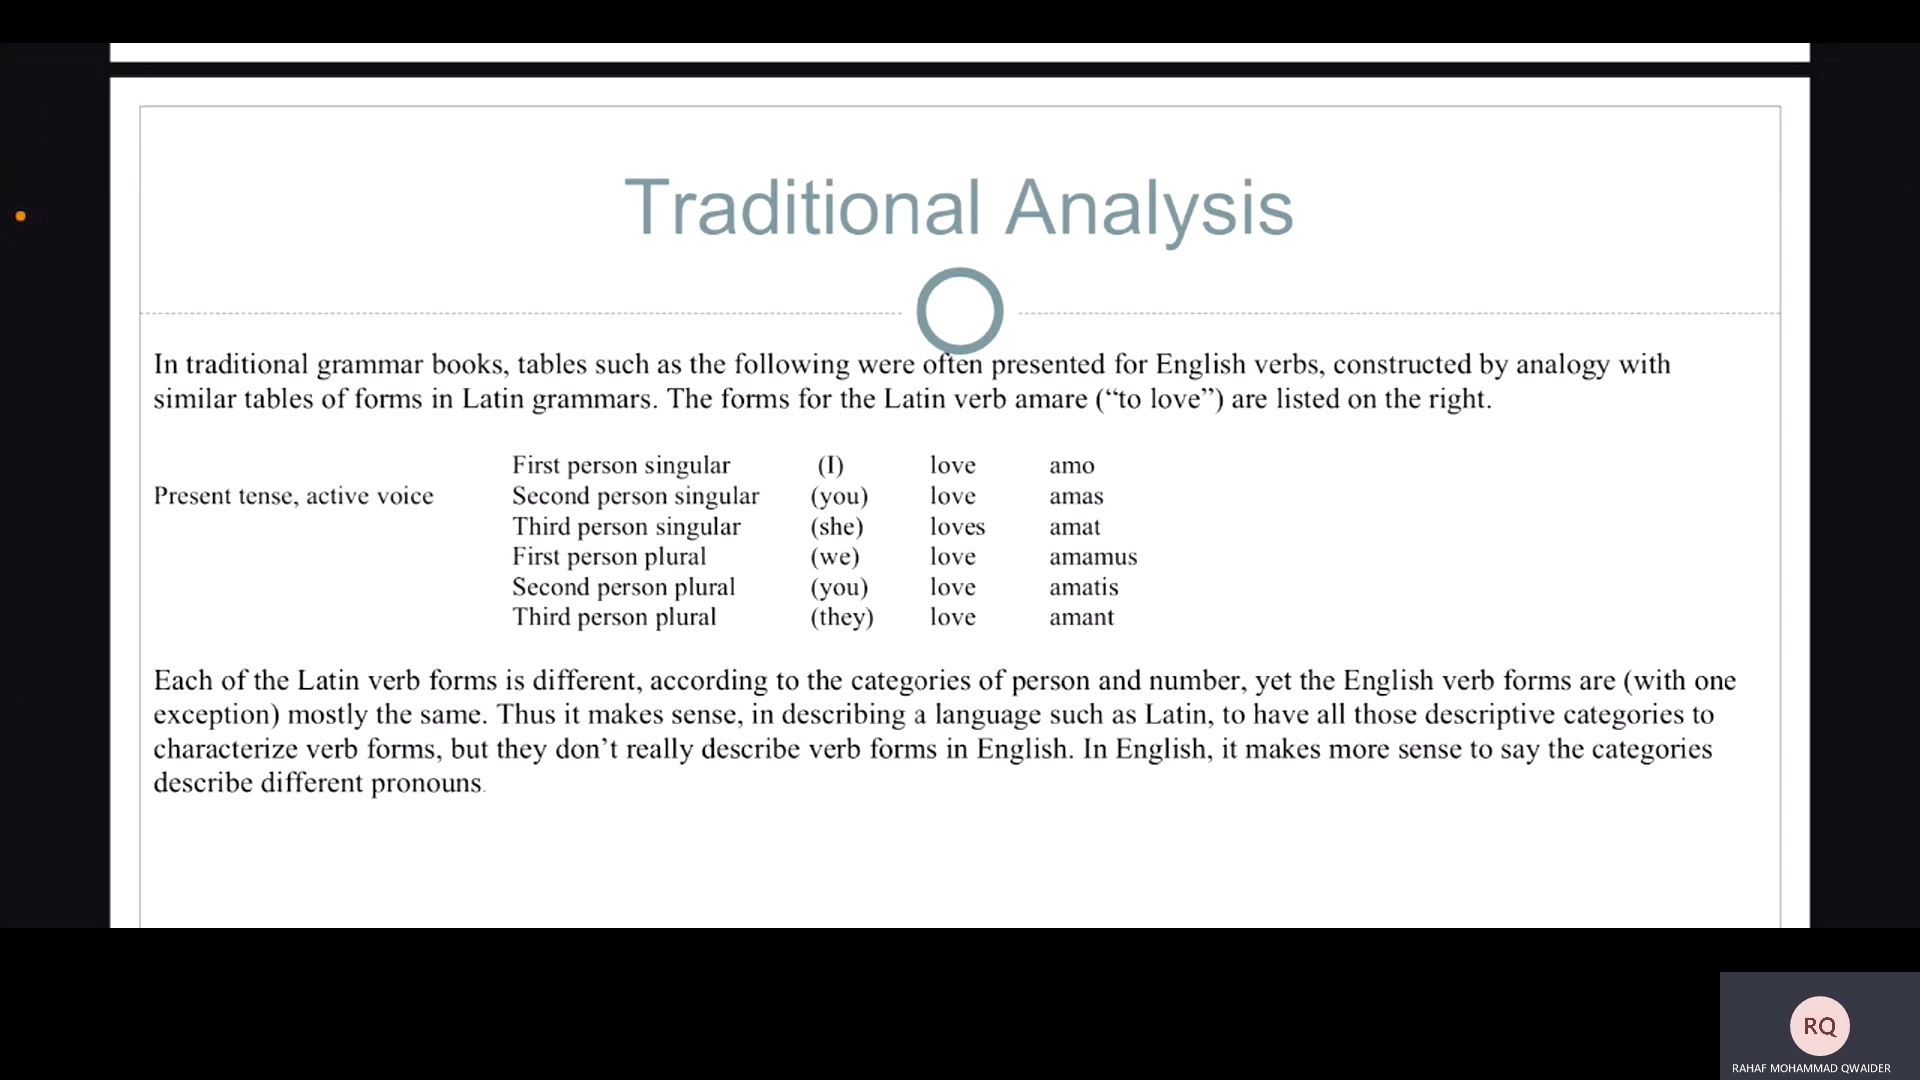 Traditional Analysis
In traditional grammar books, tables such as the following were often presented for English verbs, constructed by analogy with
similar tables of forms in Latin grammars. The forms for the Latin verb amare (“to love”) are listed on the right.
First person singular (I) love amo
Present tense, active voice Second person singular (you) love amas
Third person singular (she) loves amat
First person plural (we) love amamus
Second person plural (you) love amatis
Third person plural (they) love amant
Each of the Latin verb forms is different, according to the categories of person and number, yet the English verb forms are (with one
exception) mostly the same. Thus it makes sense, in describing a language such as Latin, to have all those descriptive categories to
characterize verb forms, but they don’t really describe verb forms in English. In English, it makes more sense to say the categories
describe different pronouns.
RQ
RAHAF MOHAMMAD QWAIDER